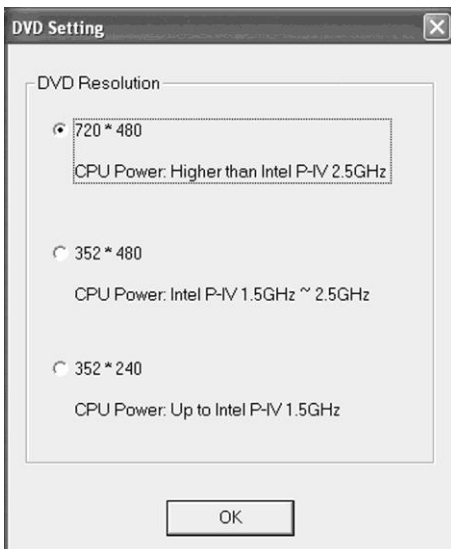 DVD Setting
DVD Resolution
720 * 480
CPU Power: Higher than Intel P-IV 2.5GHz
352 * 480
CPU Power: Intel P-IV 1.5GHz ~ 2.5GHz
352 * 240
CPU Power: Up to Intel P-IV 1.5GHz
OK